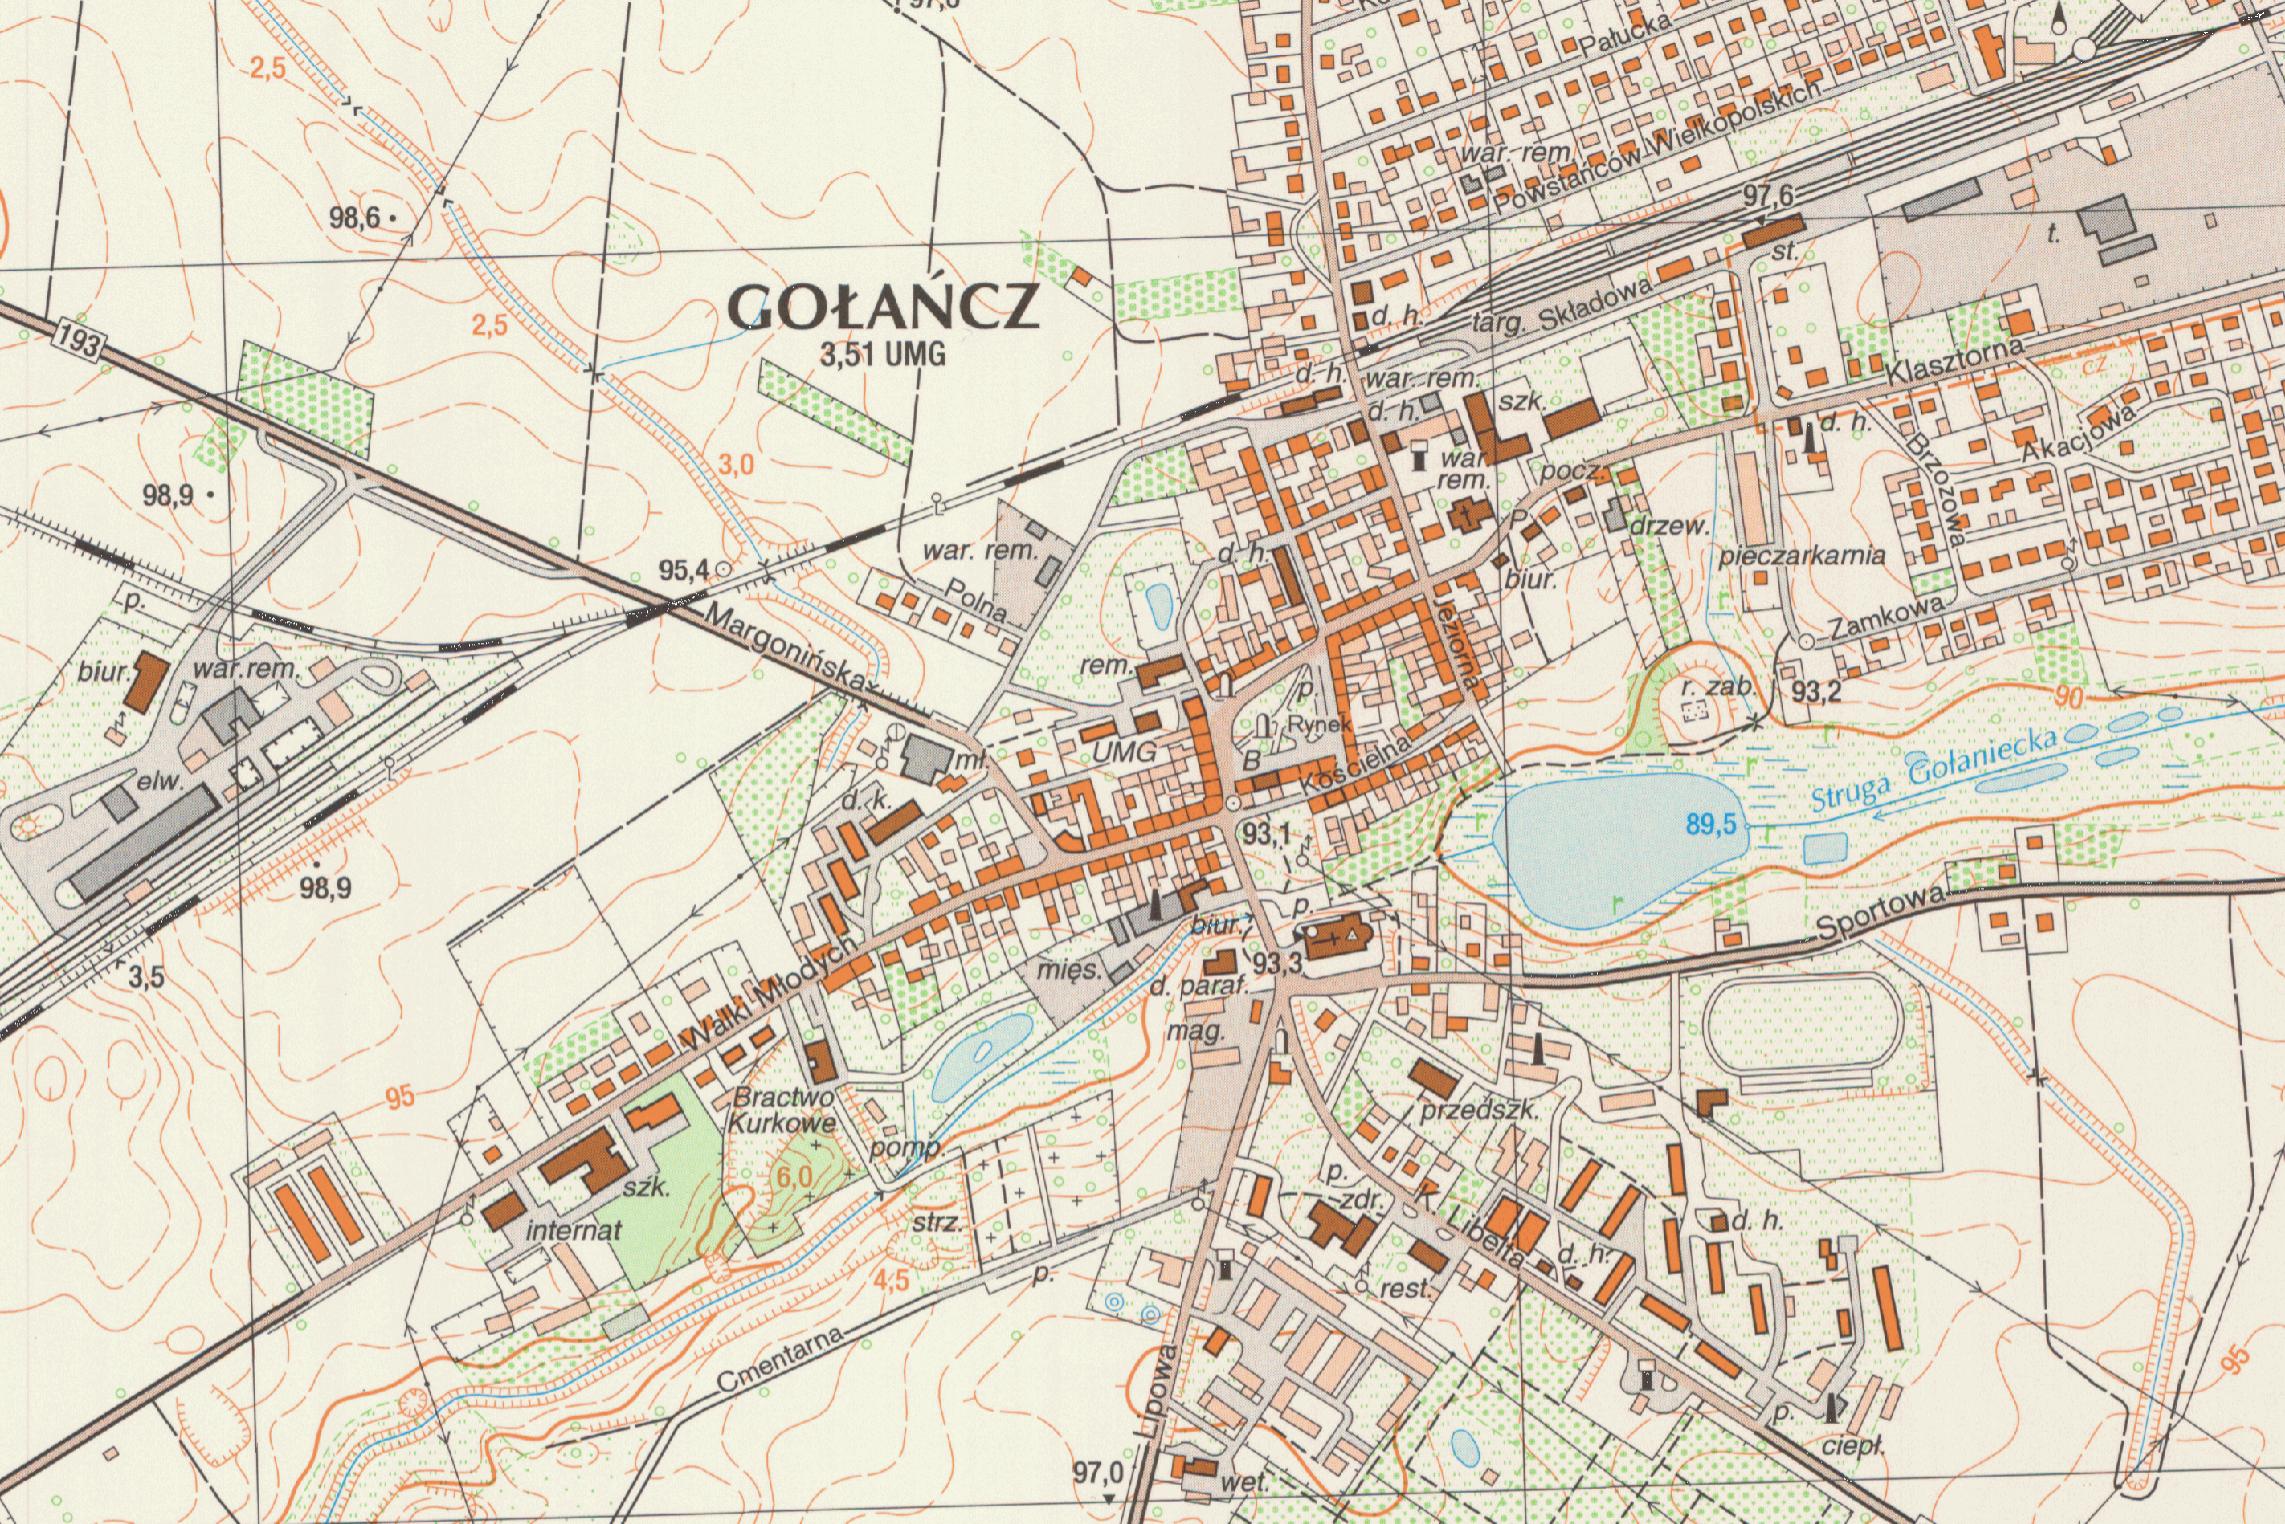 97,6
Pałucka
2,5
Powstańców Wielkopolskich
war. rem.
97,6
98,6
st.
t.
GOŁAŃCZ
3,51 UMG
193
2,5
d. h.
targ.
Składowa
Klasztorna
cz
d. h.
war. rem.
d. h.
szk.
d. h.
Akacjowa
Brzozowa
3,0
war.
rem.
pocz.
98,9
P.
drzew.
war. rem.
d. h.
pieczarkarnia
95,4
biur.
Polna
p.
Margonińska
Jeziorna
Zamkowa
biur.
war.rem.
rem.
p.
r. zab.
93,2
90
Rynek
UMG
B
Kościelna
mł.
elw.
Struga Gołaniecka
d. k.
r
r
r
r
r
89,5
93,1
98,9
Sportowa
p.
biur.
Walki Młodych
3,5
mięs.
93,3
d. paraf.
mag.
95
Bractwo
Kurkowe
przedszk.
pomp.
6,0
szk.
p.
zdr.
K. Libelta
internat
strz.
d. h.
d. h.
4,5
p.
rest.
Cmentarna
95
Lipowa
p.
ciepł.
97,0
wet.